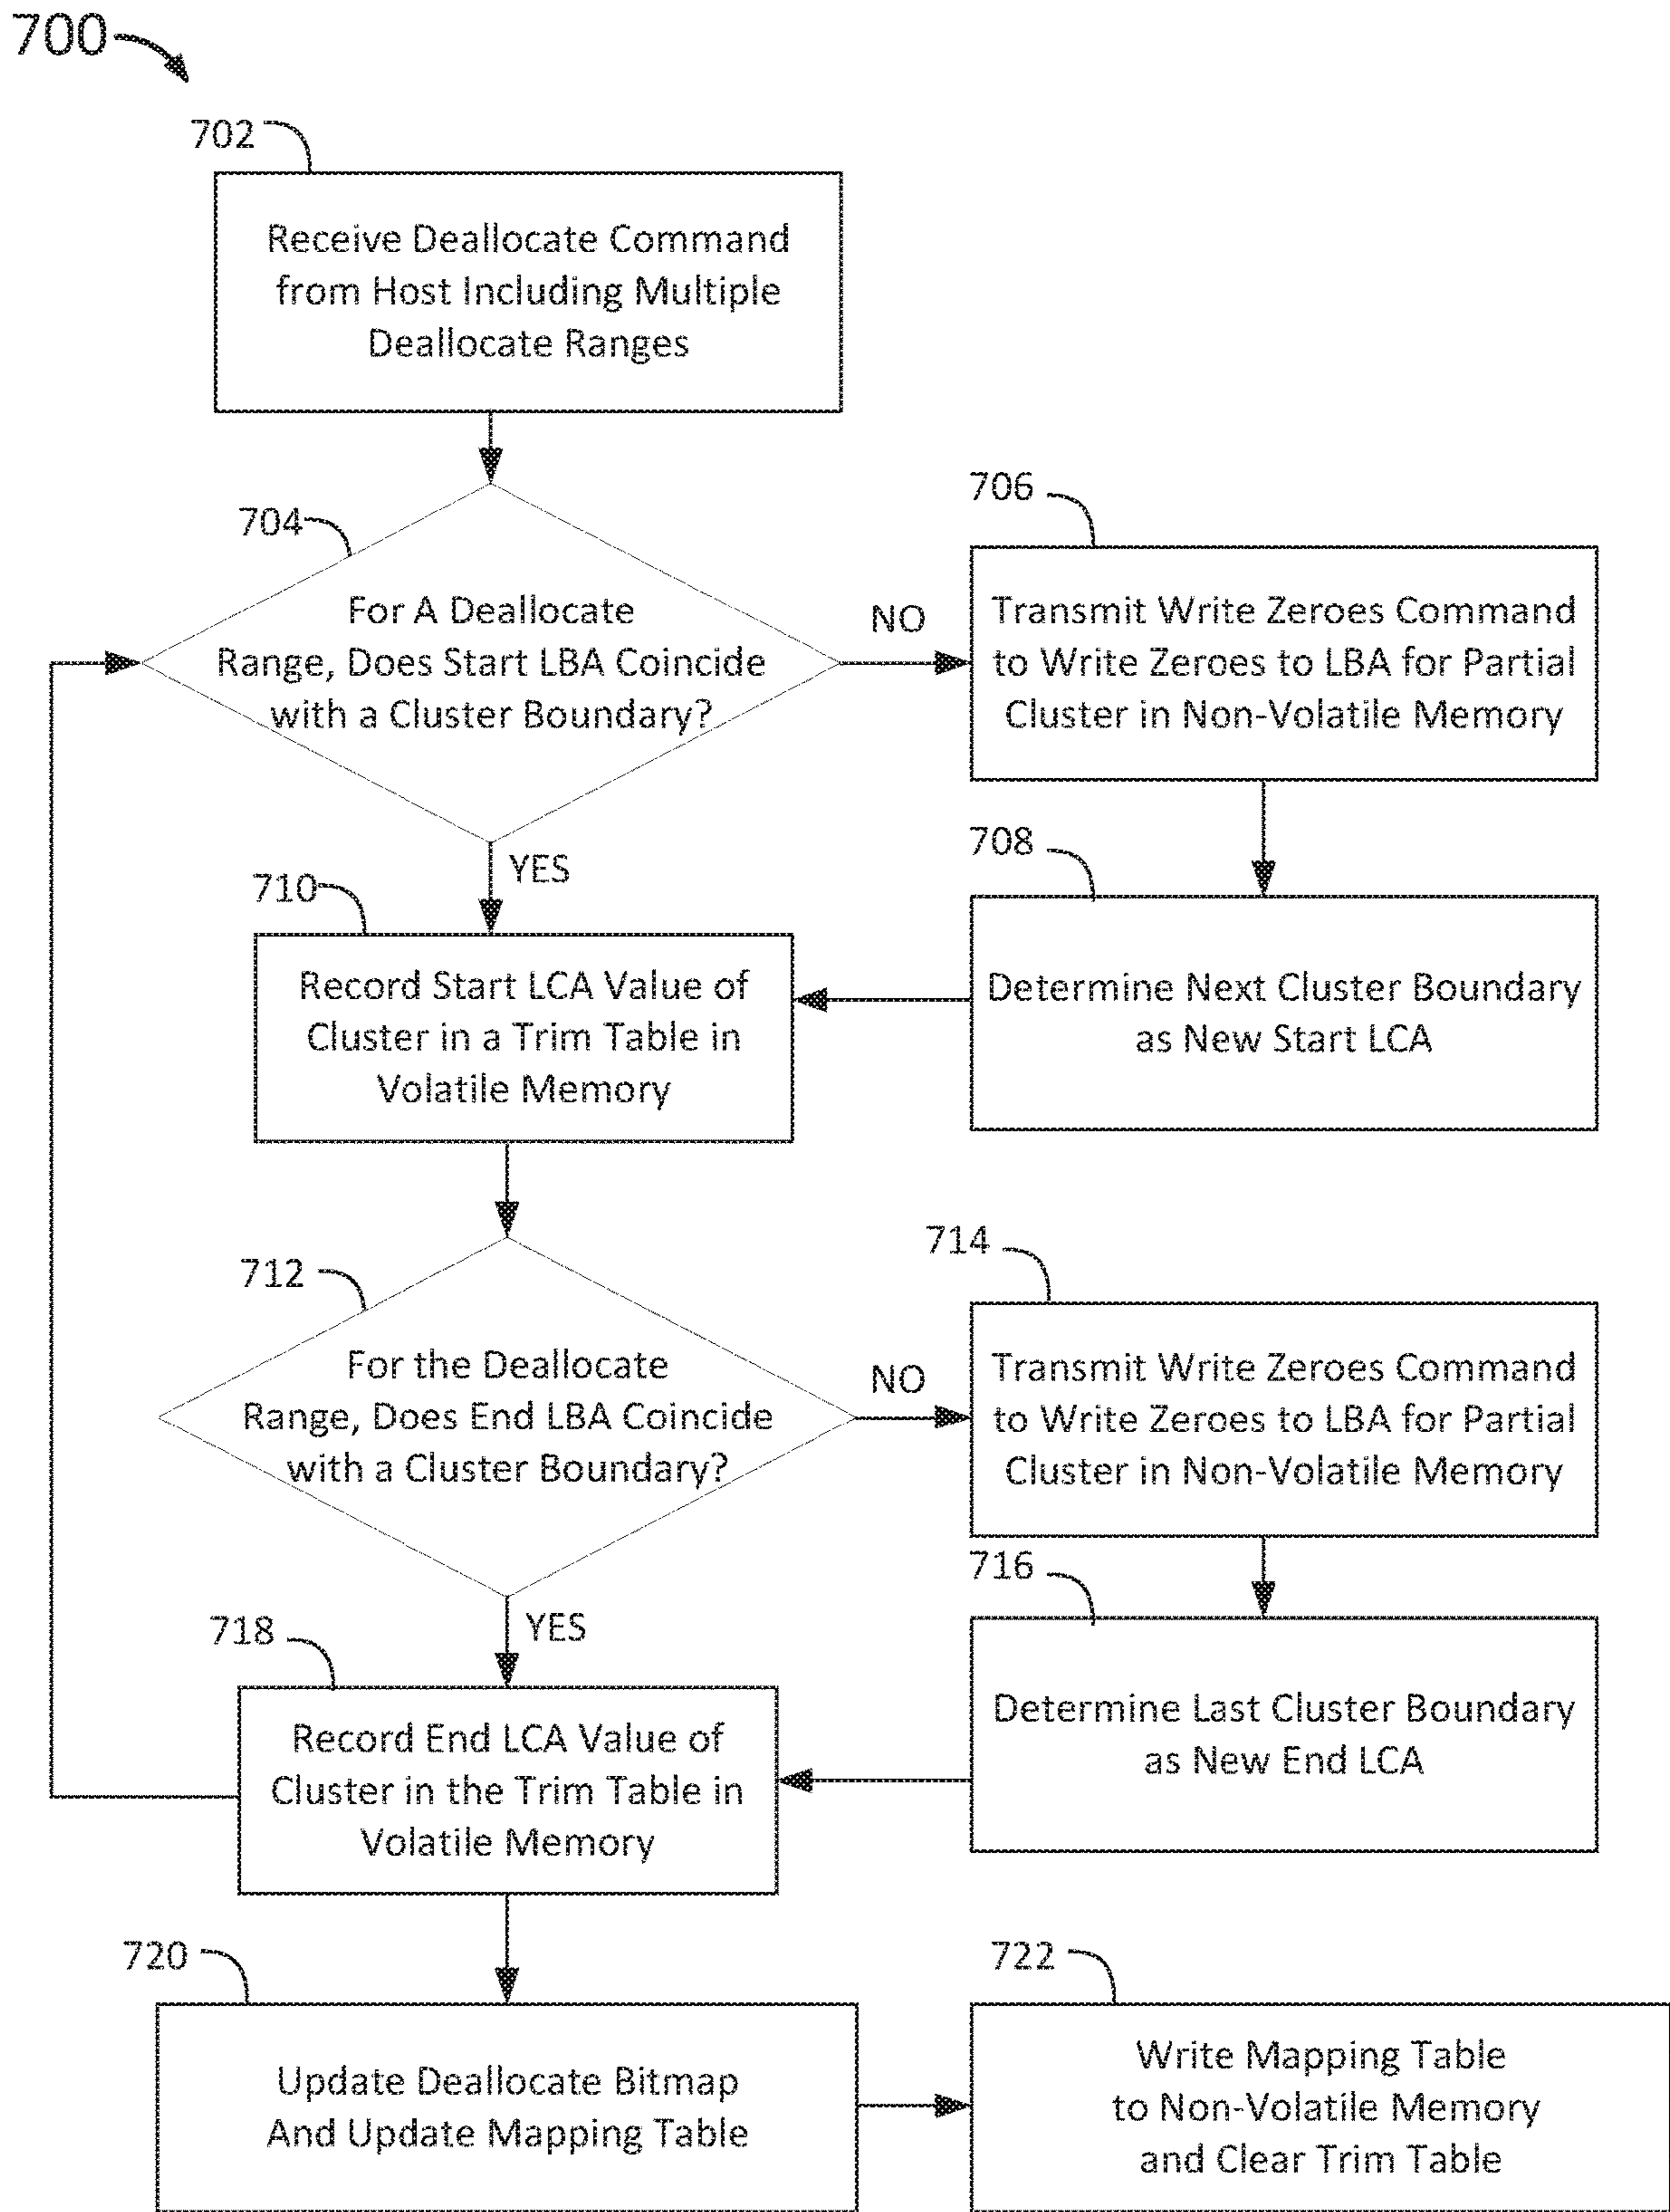 700
702
Receive Deallocate Command
from Host Including Multiple
Deallocate Ranges
704
For A Deallocate
Range, Does Start LBA Coincide
with a Cluster Boundary?
NO
706
Transmit Write Zeroes Command
to Write Zeroes to LBA for Partial
Cluster in Non-Volatile Memory
YES
708
Determine Next Cluster Boundary
as New Start LCA
710
Record Start LCA Value of
Cluster in a Trim Table in
Volatile Memory
712
For the Deallocate
Range, Does End LBA Coincide
with a Cluster Boundary?
NO
714
Transmit Write Zeroes Command
to Write Zeroes to LBA for Partial
Cluster in Non-Volatile Memory
YES
716
Determine Last Cluster Boundary
as New End LCA
718
Record End LCA Value of
Cluster in the Trim Table in
Volatile Memory
720
Update Deallocate Bitmap
And Update Mapping Table
722
Write Mapping Table
to Non-Volatile Memory
and Clear Trim Table